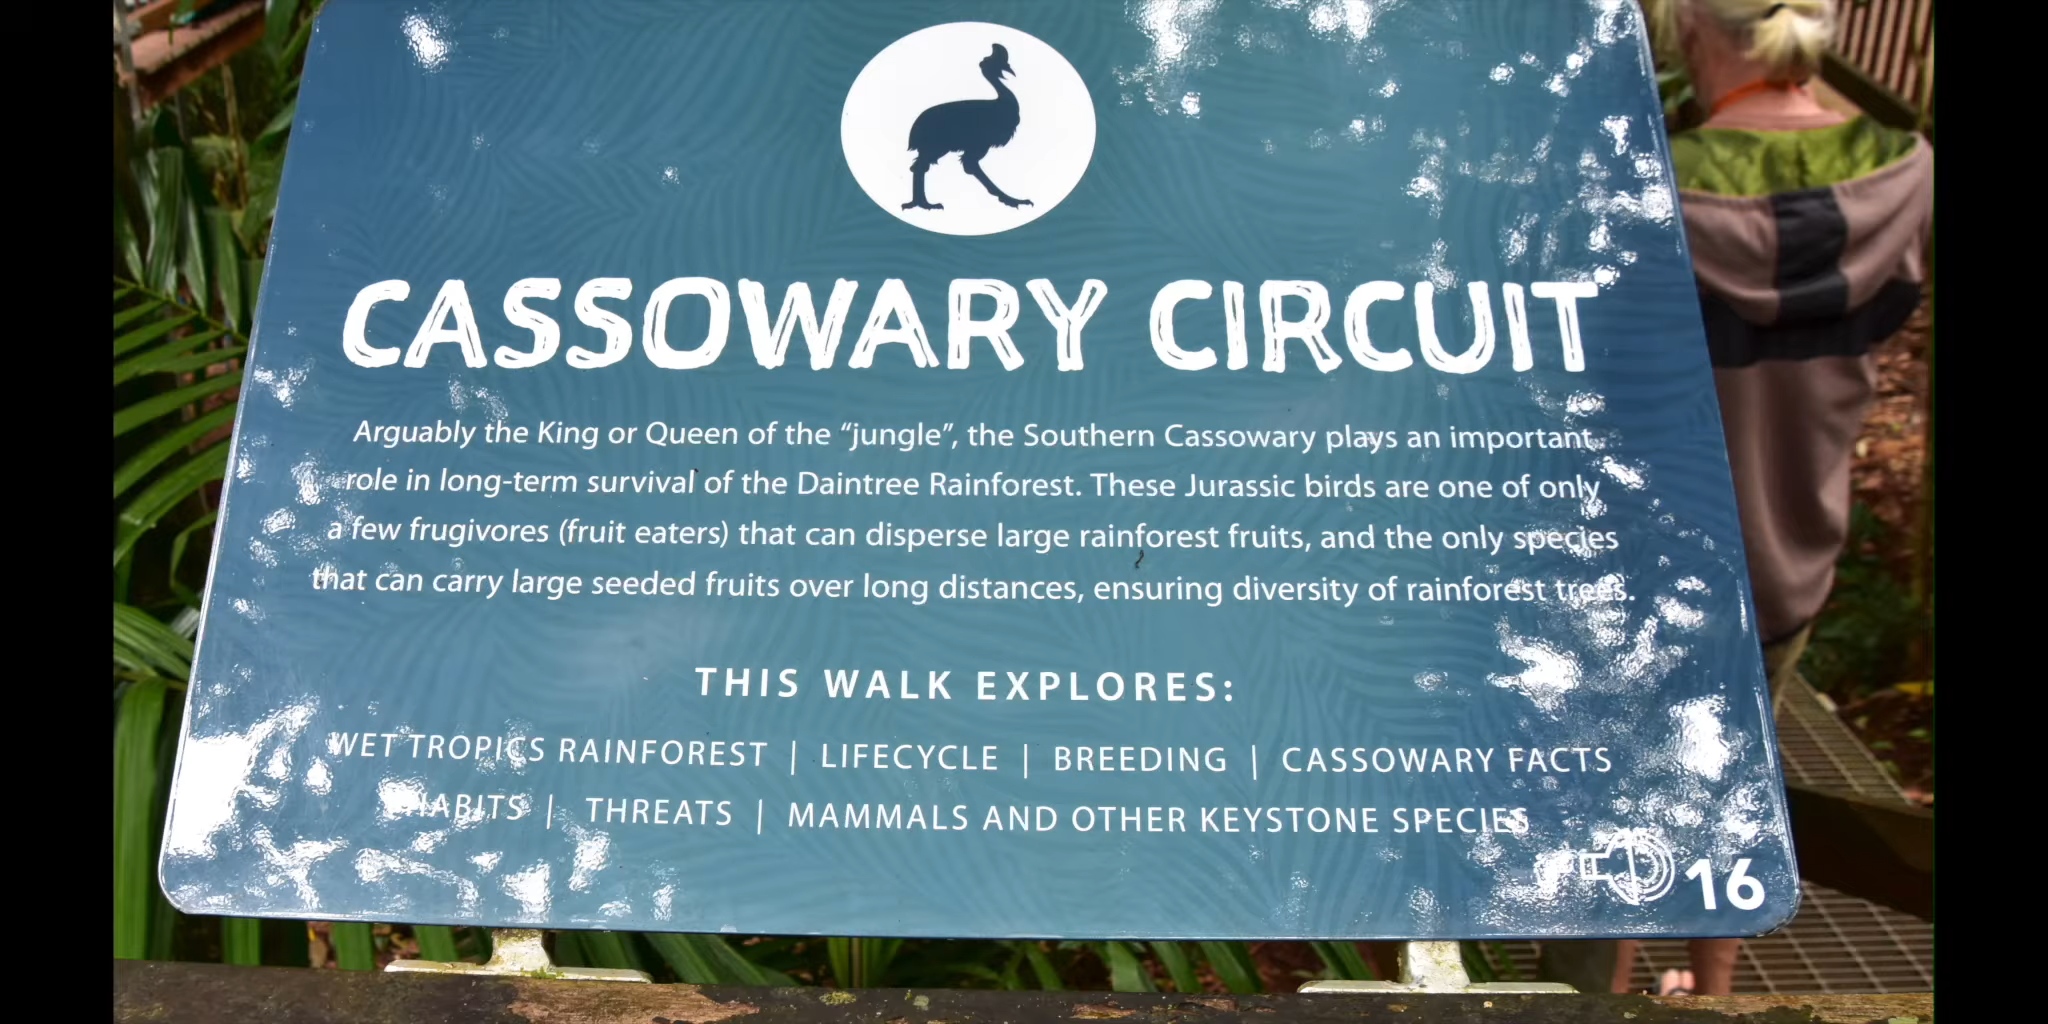 CASSOWARY CIRCUIT
Arguably the King or Queen of the “jungle”, the Southern Cassowary plays an important
role in long-term survival of the Daintree Rainforest. These Jurassic birds are one of only
a few frugivores (fruit eaters) that can disperse large rainforest fruits, and the only species
that can carry large seeded fruits over long distances, ensuring diversity of rainforest trees.
THIS WALK EXPLORES:
WET TROPICS RAINFOREST | LIFECYCLE | BREEDING | CASSOWARY FACTS
HABITS | THREATS | MAMMALS AND OTHER KEYSTONE SPECIES
16